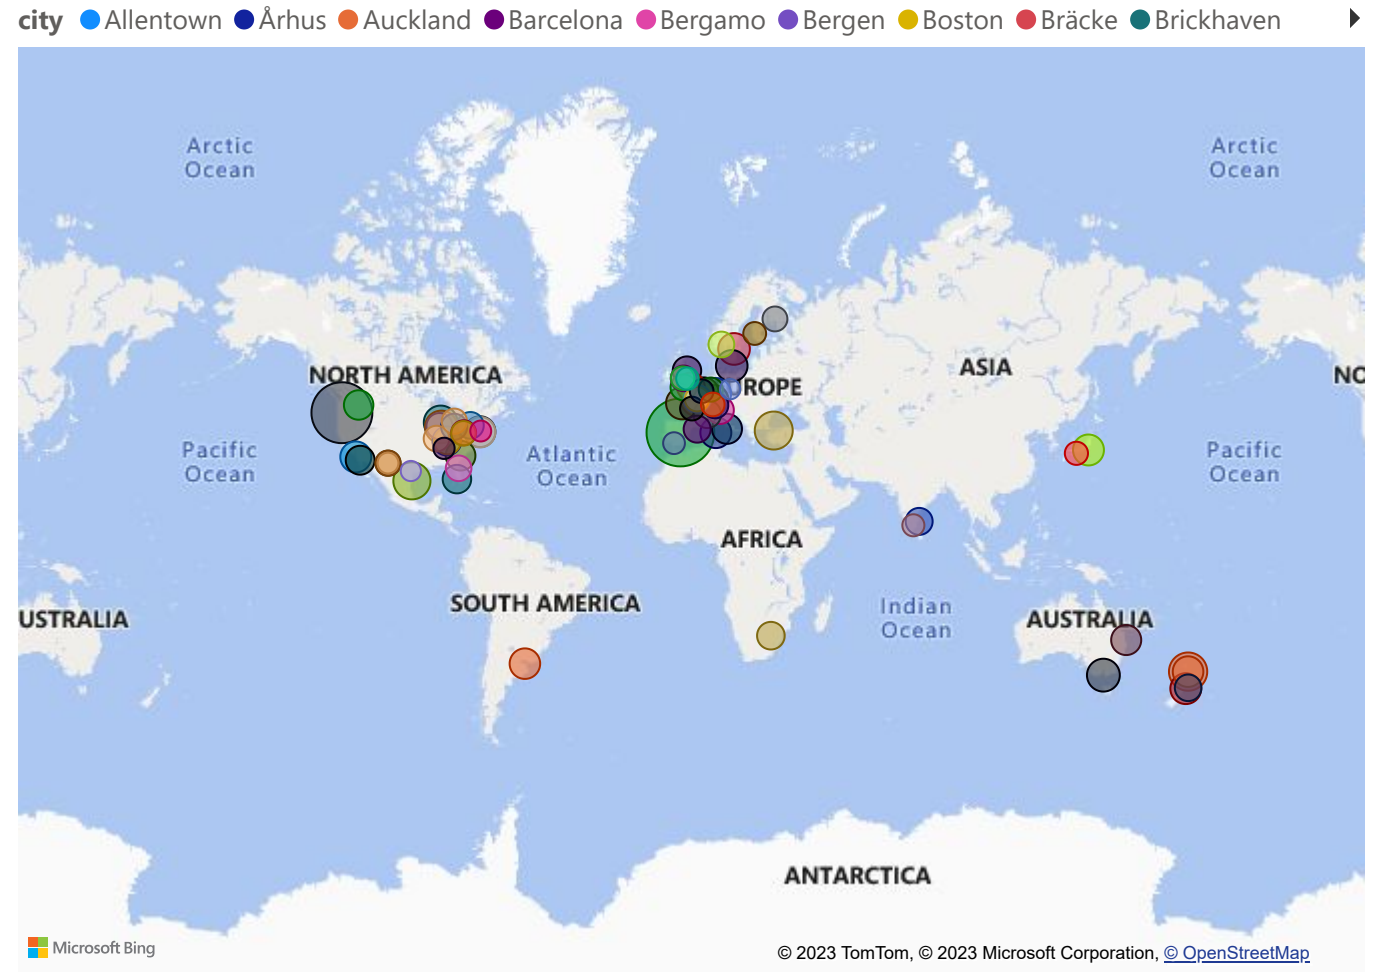 city Allentown Århus Auckland Barcelona Bergamo Bergen Boston Bräcke Brickhaven
Arctic
Ocean
Arctic
Ocean
NORTH AMERICA
ASIA
NO
ROPE
Pacific
Ocean
Atlantic
Ocean
Pacific
Ocean
AFRICA
SOUTH AMERICA
Indian
Ocean
USTRALIA
AUSTRALIA
ANTARCTICA
Microsoft Bing
© 2023 TomTom, © 2023 Microsoft Corporation, © OpenStreetMap